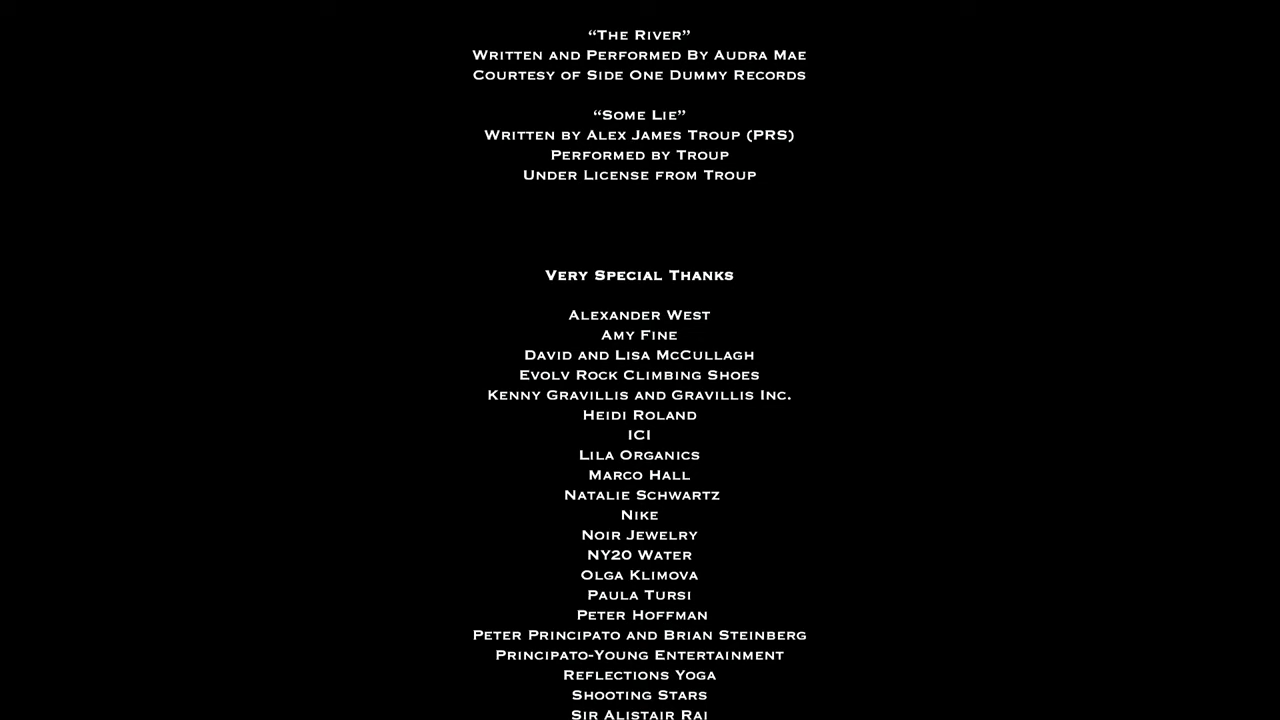 “The River”
Written and Performed By Audra Mae
Courtesy of Side One Dummy Records
“Some Lie”
Written by Alex James Troup (PRS)
Performed by Troup
Under License from Troup
Very Special Thanks
Alexander West
Amy Fine
David and Lisa McCullagh
Evolv Rock Climbing Shoes
Kenny Gravillis and Gravillis Inc.
Heidi Roland
ICI
Lila Organics
Marco Hall
Natalie Schwartz
Nike
Noir Jewelry
NY20 Water
Olga Klimova
Paula Tursi
Peter Hoffman
Peter Principato and Brian Steinberg
Principato-Young Entertainment
Reflections Yoga
Shooting Stars
Sir Alistair Rai